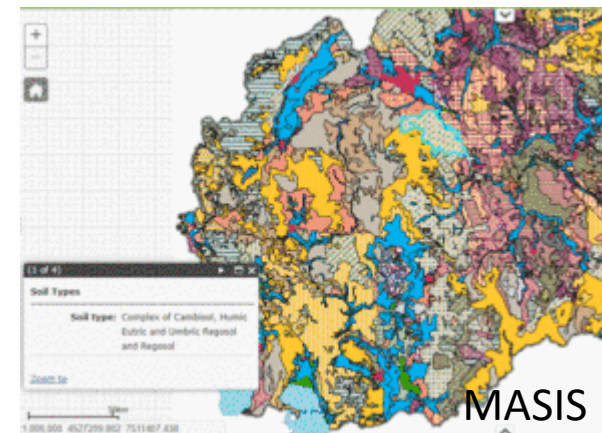 +
(1 of 4)
Soil Types
Soil type: Complex of Cambisol, Humic
Eutric and Umbric Regosol
and Regosol
Zoom to
MASIS